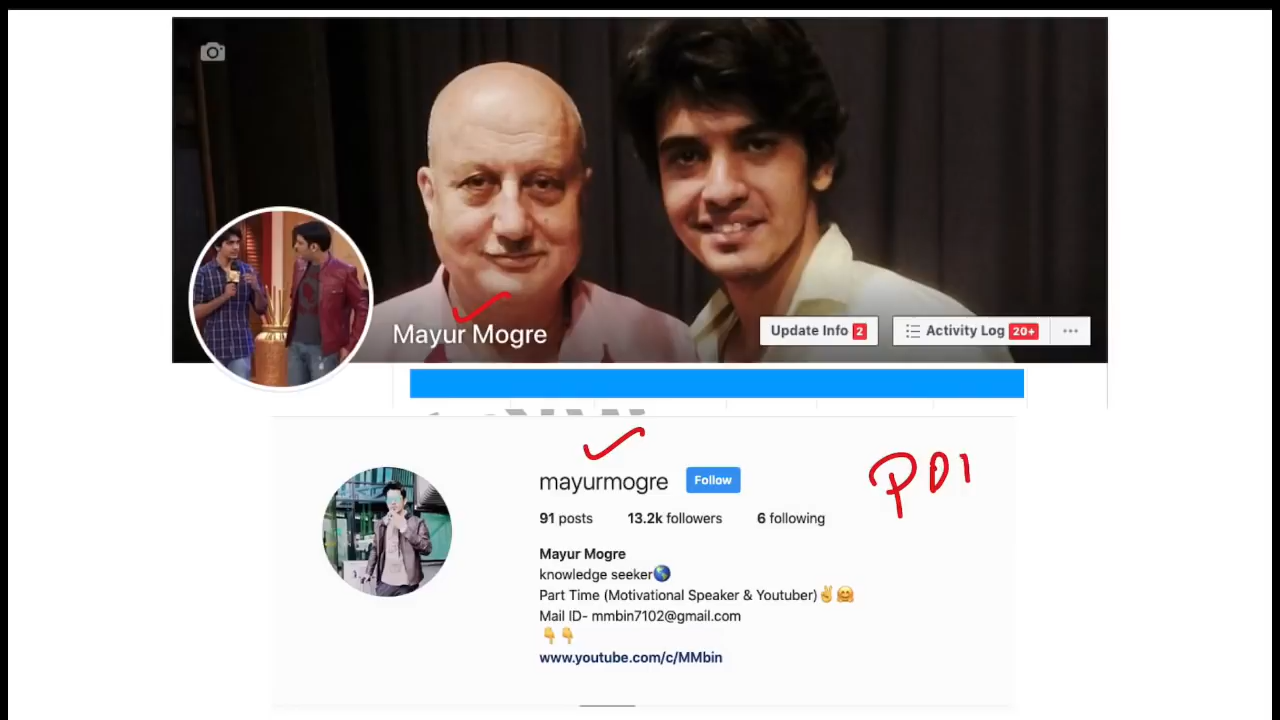 Mayur Mogre
Update Info 2
Activity Log 20+
mayurmogre
Follow
PDI
91 posts 13.2k followers 6 following
Mayur Mogre
knowledge seeker🌎
Part Time (Motivational Speaker & Youtuber)✌️🤗
Mail ID- mmbin7102@gmail.com
👇👇
www.youtube.com/c/MMbin